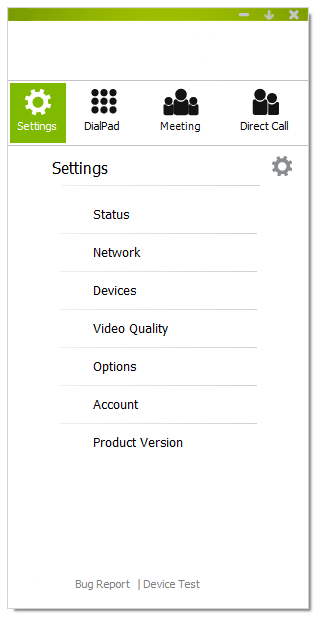 Settings DialPad Meeting Direct Call
Settings
Status
Network
Devices
Video Quality
Options
Account
Product Version
Bug Report | Device Test